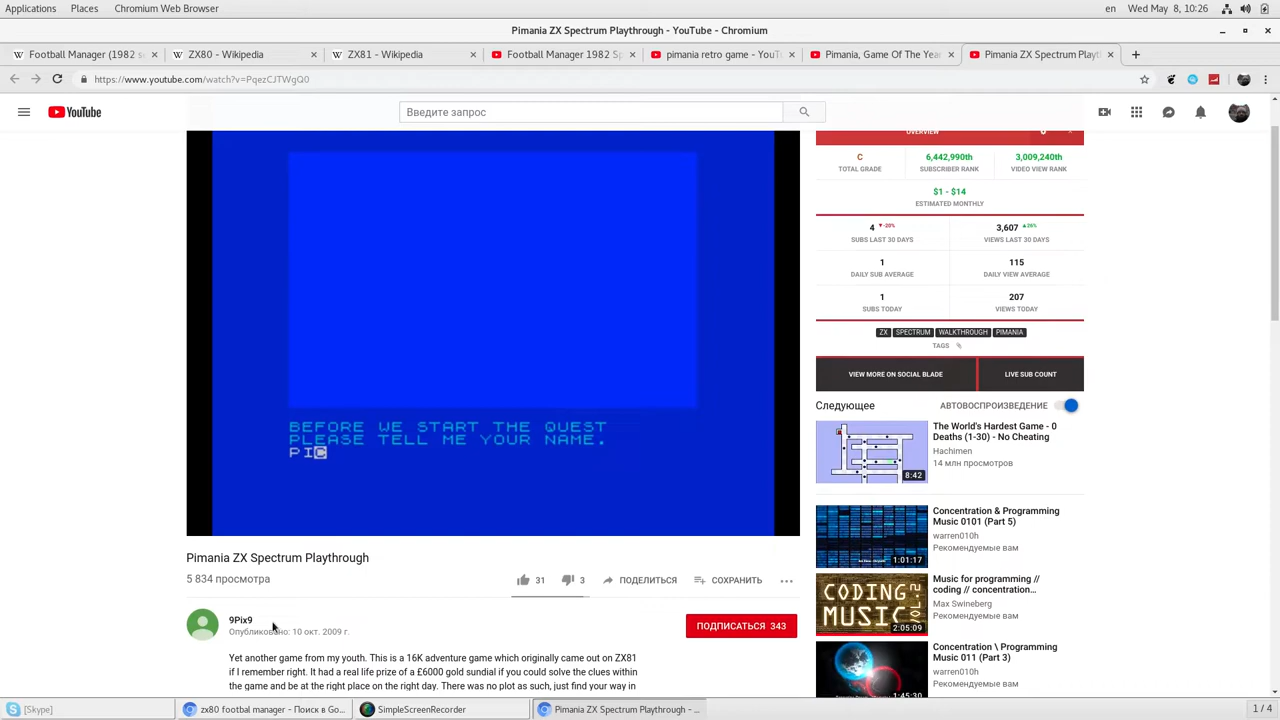 Applications Places Chromium Web Browser en Wed May 8, 10:26
Pimania ZX Spectrum Playthrough - YouTube - Chromium
Football Manager (1982 s ZX80 - Wikipedia ZX81 - Wikipedia Football Manager 1982 Sp pimania retro game - YouT Pimania, Game Of The Yea Pimania ZX Spectrum Playt
https://www.youtube.com/watch?v=PqezCJTWgQ0
YouTube Введите запрос
OVERVIEW
C 6,442,990th 3,009,240th
TOTAL GRADE SUBSCRIBER RANK VIDEO VIEW RANK
$1 - $14
ESTIMATED MONTHLY
4 ▼-20% 3,607 ▲26%
SUBS LAST 30 DAYS VIEWS LAST 30 DAYS
1 115
DAILY SUB AVERAGE DAILY VIEW AVERAGE
1 207
SUBS TODAY VIEWS TODAY
ZX SPECTRUM WALKTHROUGH PIMANIA
TAGS
VIEW MORE ON SOCIAL BLADE LIVE SUB COUNT
Следующее АВТОВОСПРОИЗВЕДЕНИЕ
The World's Hardest Game - 0
Deaths (1-30) - No Cheating
Hachimen
14 млн просмотров
8:42
Concentration & Programming
Music 0101 (Part 5)
warren010h
Рекомендуемые вам
1:01:17
Music for programming //
coding // concentration...
Max Swineberg
Рекомендуемые вам
CODING
MUSIC VOL.2
2:05:09
Concentration \ Programming
Music 011 (Part 3)
warren010h
Рекомендуемые вам
1:45:30
BEFORE WE START THE QUEST
PLEASE TELL ME YOUR NAME.
PI
Pimania ZX Spectrum Playthrough
5 834 просмотра
31 3 ПОДЕЛИТЬСЯ СОХРАНИТЬ
9Pix9
Опубликовано: 10 окт. 2009 г.
ПОДПИСАТЬСЯ 343
Yet another game from my youth. This is a 16K adventure game which originally came out on ZX81
if I remember right. It had a real life prize of a £6000 gold sundial if you could solve the clues within
the game and be at the right place on the right day. There was no plot as such, just find your way in
[Skype] zx80 footbal manager - Поиск в Go... SimpleScreenRecorder Pimania ZX Spectrum Playthrough - ... 1 / 4